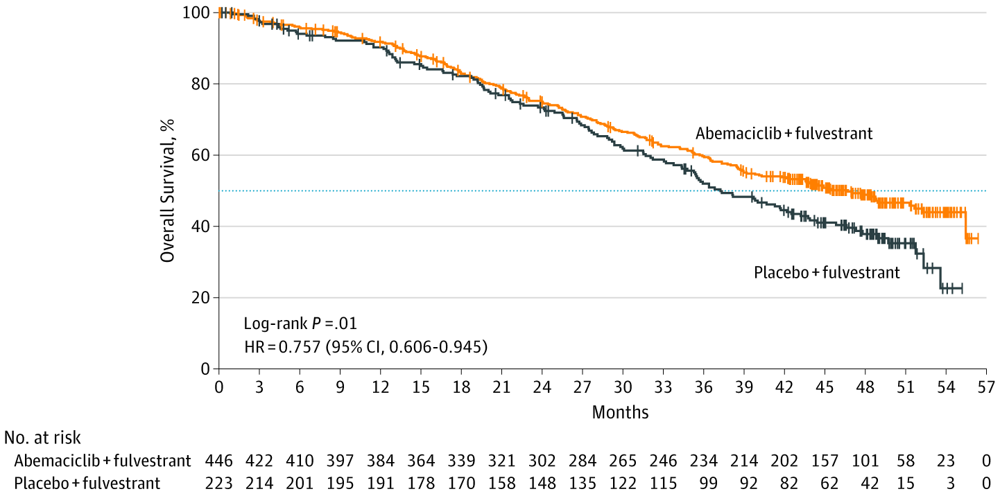 100
80
60
40
20
0
Overall Survival, %
Abemaciclib + fulvestrant
Placebo + fulvestrant
Log-rank P =.01
HR = 0.757 (95% CI, 0.606-0.945)
0 3 6 9 12 15 18 21 24 27 30 33 36 39 42 45 48 51 54 57
Months
No. at risk
Abemaciclib + fulvestrant 446 422 410 397 384 364 339 321 302 284 265 246 234 214 202 157 101 58 23 0
Placebo + fulvestrant 223 214 201 195 191 178 170 158 148 135 122 115 99 92 82 62 42 15 3 0